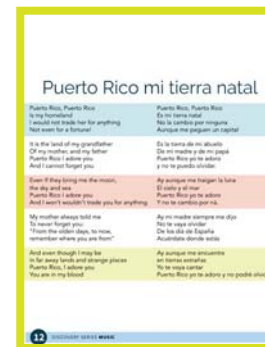 Puerto Rico mi tierra natal
Puerto Rico, Puerto Rico
Is my homeland
I would not trade her for anything
Not even for a fortune!
Puerto Rico, Puerto Rico
Es mi tierra natal
No la cambio por ninguna
Aunque me paguen un capital
It is the land of my grandfather
Of my mother, and my father
Puerto Rico I adore you
And I cannot forget you
Es la tierra de mi abuelo
De mi madre y de mi papá
Puerto Rico yo te adoro
y no te puedo olvidar.
Even if they bring me the moon,
the day and sea
Puerto Rico I adore you
And I won't wouldn't trade you for anything
Ay aunque me traigan la luna
El cielo y el mar
Puerto Rico yo te adoro
Y no te cambio por ná.
My mother always told me
To never forget you
"From the olden days, to now,
remember where you are from"
Ay mi madre siempre me dijo
No te vaya olvidar
De los día de España
Acuérdate donde estás
And even though I may be
In far away lands and strange places
Puerto Rico, I adore you
You are in my blood
Ay aunque me encuentre
en tierras extrañas
Yo te vaya cantar
Puerto Rico yo te adoro y no podré olvidar
12 DISCOVERY SERIES MUSIC